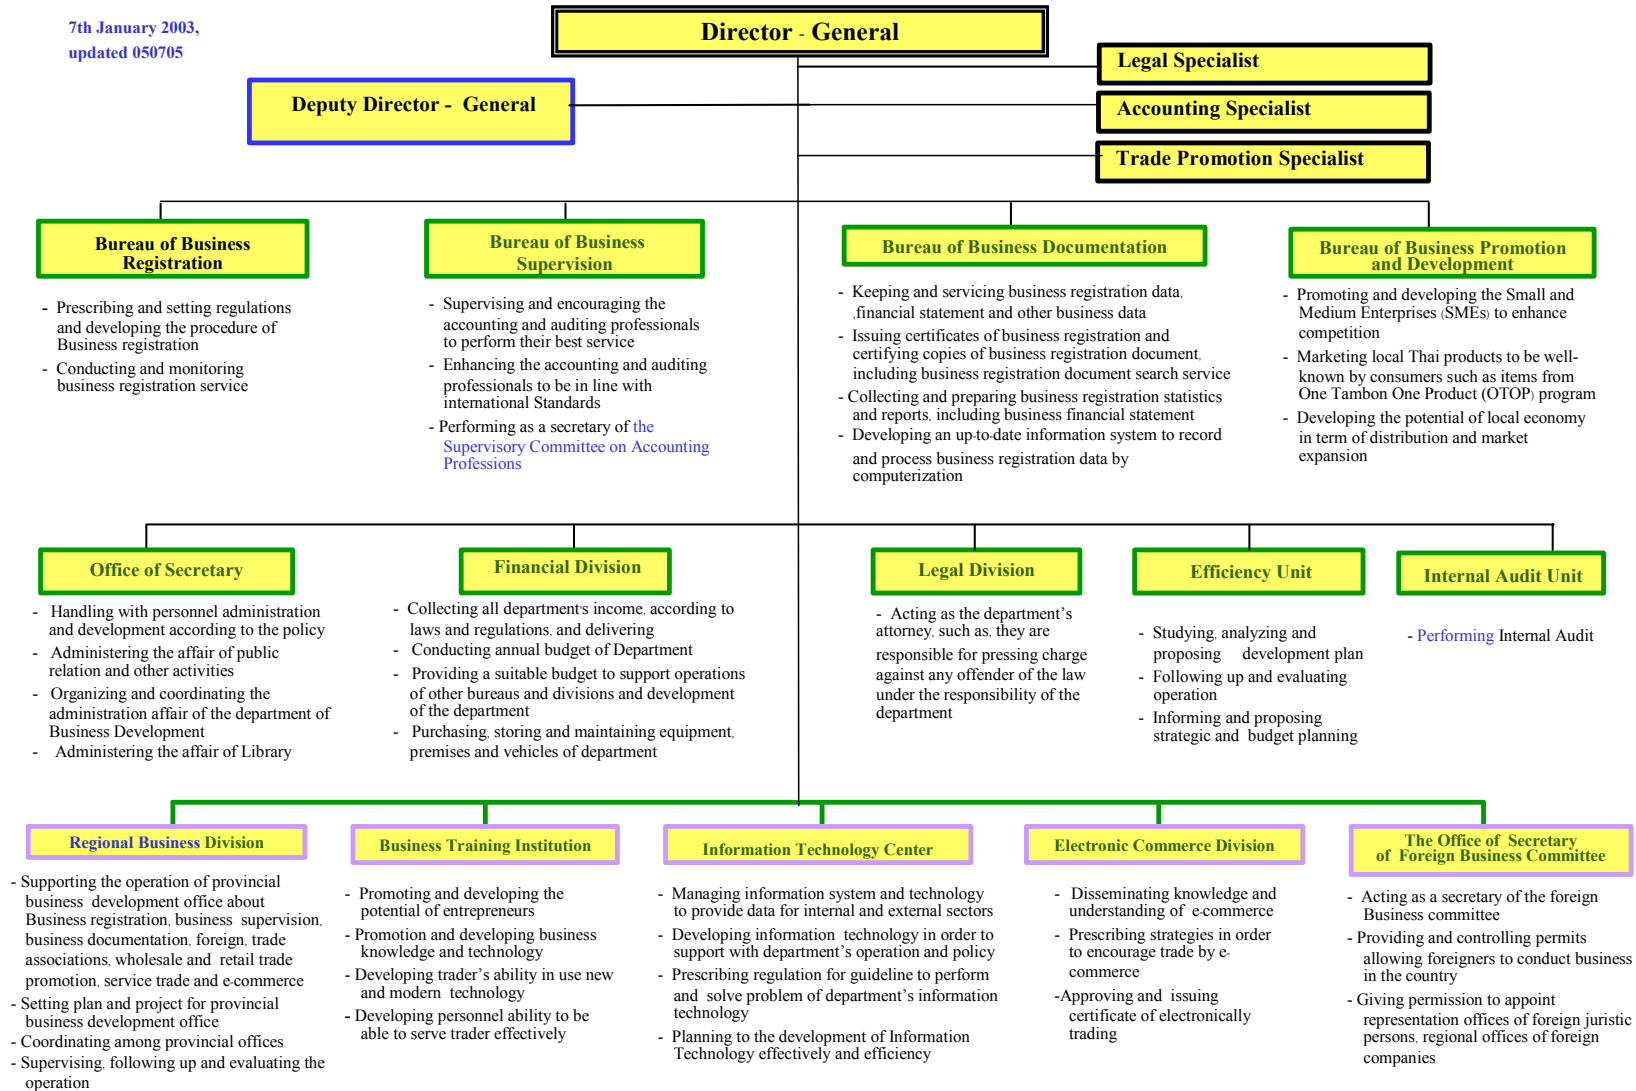 7th January 2003,
updated 050705
Director - General
Legal Specialist
Deputy Director - General
Accounting Specialist
Trade Promotion Specialist
Bureau of Business
Registration
- Prescribing and setting regulations
and developing the procedure of
Business registration
- Conducting and monitoring
business registration service
Bureau of Business
Supervision
- Supervising and encouraging the
accounting and auditing professionals
to perform their best service
- Enhancing the accounting and auditing
professionals to be in line with
international Standards
- Performing as a secretary of the
Supervisory Committee on Accounting
Professions
Bureau of Business Documentation
- Keeping and servicing business registration data,
,financial statement and other business data
- Issuing certificates of business registration and
certifying copies of business registration document,
including business registration document search service
- Collecting and preparing business registration statistics
and reports, including business financial statement
- Developing an up-to-date information system to record
and process business registration data by
computerization
Bureau of Business Promotion
and Development
- Promoting and developing the Small and
Medium Enterprises (SMEs) to enhance
competition
- Marketing local Thai products to be well-
known by consumers such as items from
One Tambon One Product (OTOP) program
- Developing the potential of local economy
in term of distribution and market
expansion
Office of Secretary
- Handling with personnel administration
and development according to the policy
- Administering the affair of public
relation and other activities
- Organizing and coordinating the
administration affair of the department of
Business Development
- Administering the affair of Library
Financial Division
- Collecting all department's income, according to
laws and regulations, and delivering
- Conducting annual budget of Department
- Providing a suitable budget to support operations
of other bureaus and divisions and development
of the department
- Purchasing, storing and maintaining equipment,
premises and vehicles of department
Legal Division
- Acting as the department's
attorney, such as, they are
responsible for pressing charge
against any offender of the law
under the responsibility of the
department
Efficiency Unit
- Studying, analyzing and
proposing development plan
- Following up and evaluating
operation
- Informing and proposing
strategic and budget planning
Internal Audit Unit
- Performing Internal Audit
Regional Business Division
- Supporting the operation of provincial
business development office about
Business registration, business supervision,
business documentation, foreign, trade
associations, wholesale and retail trade
promotion, service trade and e-commerce
- Setting plan and project for provincial
business development office
- Coordinating among provincial offices
- Supervising, following up and evaluating the
operation
Business Training Institution
- Promoting and developing the
potential of entrepreneurs
- Promotion and developing business
knowledge and technology
- Developing trader's ability in use new
and modern technology
- Developing personnel ability to be
able to serve trader effectively
Information Technology Center
- Managing information system and technology
to provide data for internal and external sectors
- Developing information technology in order to
support with department's operation and policy
- Prescribing regulation for guideline to perform
and solve problem of department's information
technology
- Planning to the development of Information
Technology effectively and efficiency
Electronic Commerce Division
- Disseminating knowledge and
understanding of e-commerce
- Prescribing strategies in order
to encourage trade by e-
commerce
-Approving and issuing
certificate of electronically
trading
The Office of Secretary
of Foreign Business Committee
- Acting as a secretary of the foreign
Business committee
- Providing and controlling permits
allowing foreigners to conduct business
in the country
- Giving permission to appoint
representation offices of foreign juristic
persons, regional offices of foreign
companies